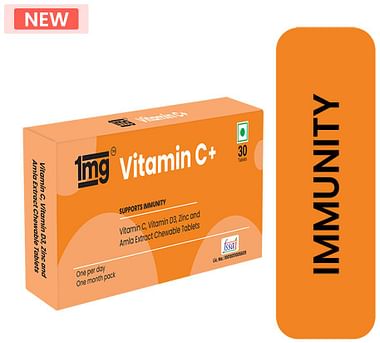 NEW
1mg
Vitamin C+
30
Tablets
SUPPORTS IMMUNITY
Vitamin C, Vitamin D3, Zinc and
Amla Extract Chewable Tablets
One per day
One month pack
fssai
Vitamin C, Vitamin D3, Zinc and
Amla Extract Chewable Tablets
IMMUNITY